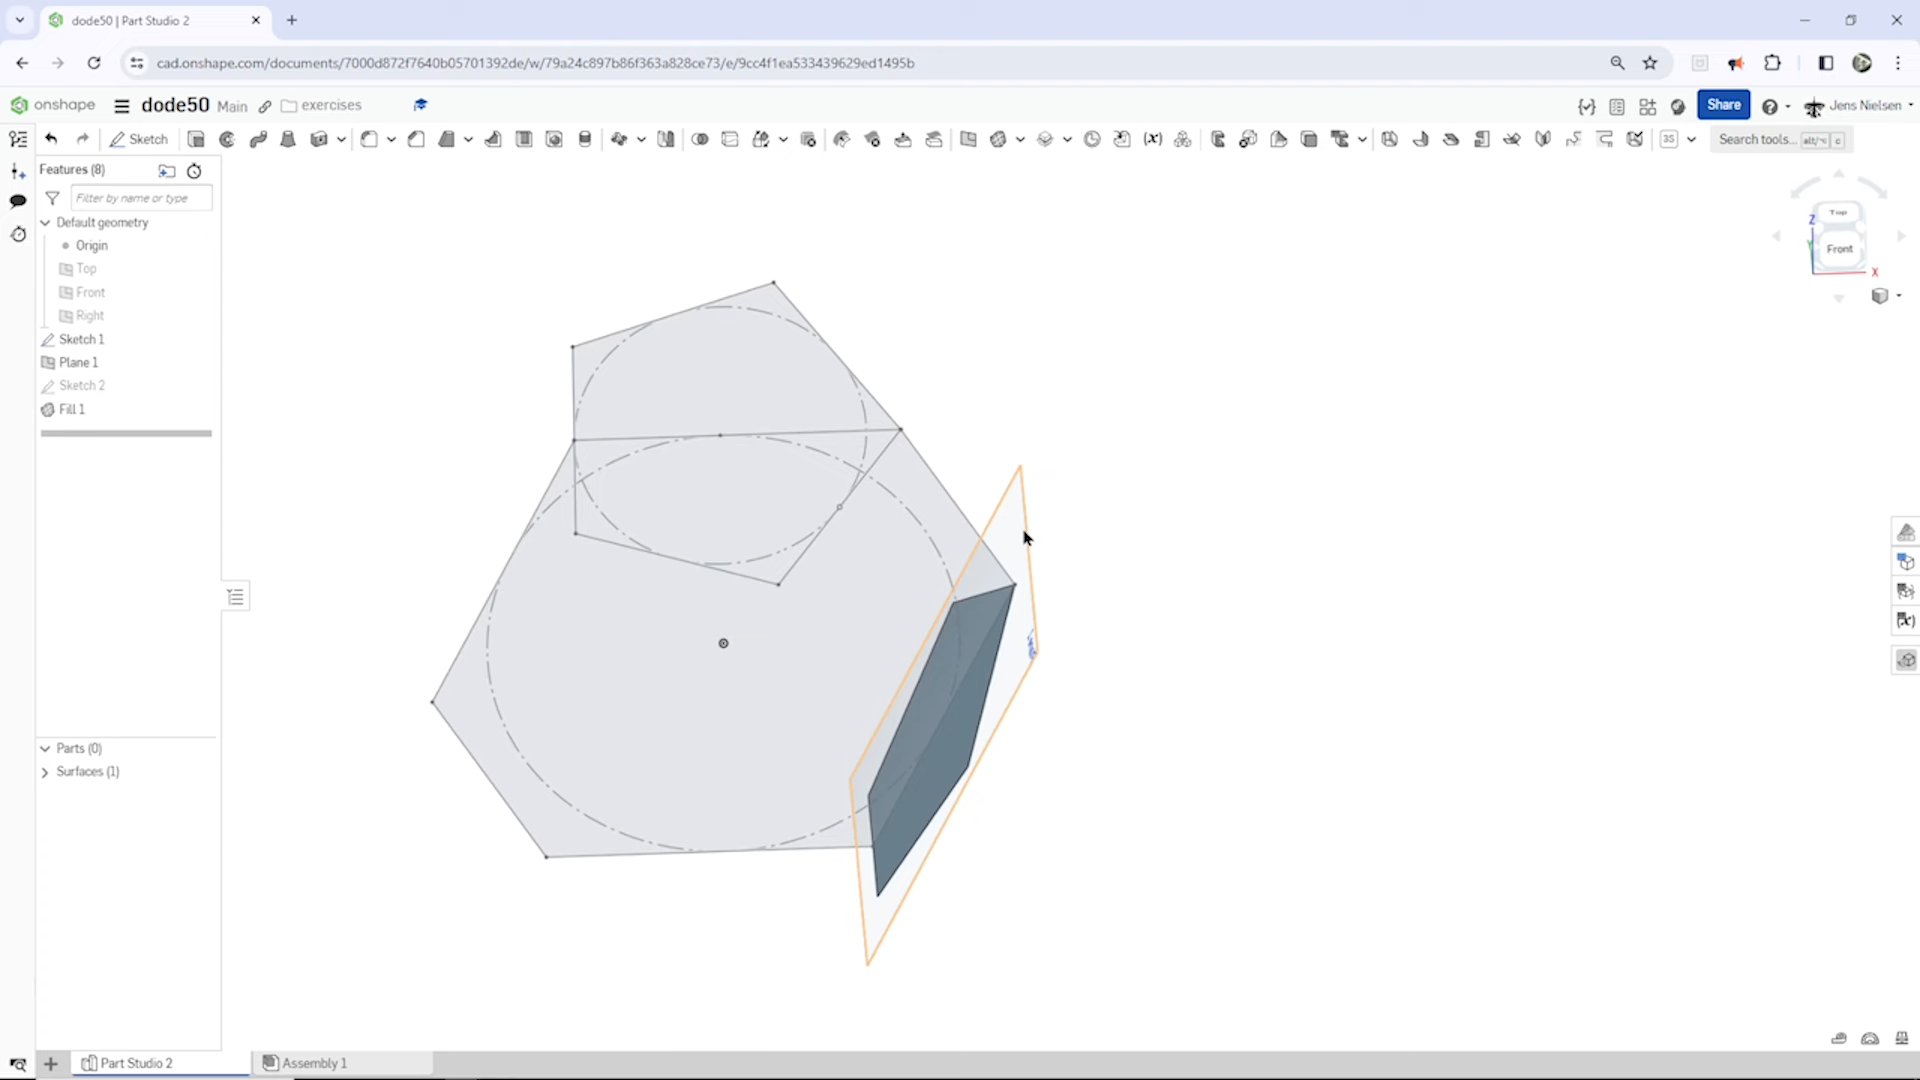 dode50 | Part Studio 2
cad.onshape.com/documents/7000d872f7640b05701392de/w/79a24c897b86f363a828ce73/e/9cc4f1ea533439629ed1495b
onshape dode50 Main exercises Share Jens Nielsen
Sketch Search tools... alt/⌥ c
Features (8)
Filter by name or type
Default geometry
Origin
Top
Front
Right
Sketch 1
Plane 1
Sketch 2
Fill 1
Top
Z
Y
Front
X
Parts (0)
Surfaces (1)
Part Studio 2
Assembly 1